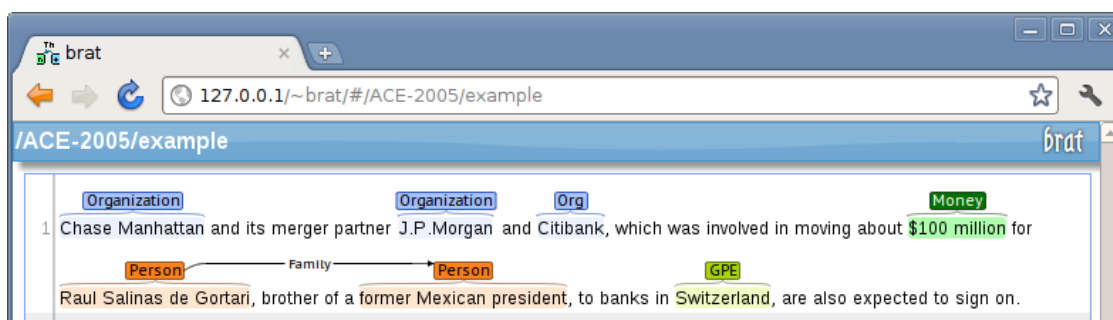 brat
127.0.0.1/~brat/#/ACE-2005/example
/ACE-2005/example brat
Organization Organization Org Money
1 Chase Manhattan and its merger partner J.P.Morgan and Citibank, which was involved in moving about $100 million for
Person Family Person GPE
Raul Salinas de Gortari, brother of a former Mexican president, to banks in Switzerland, are also expected to sign on.